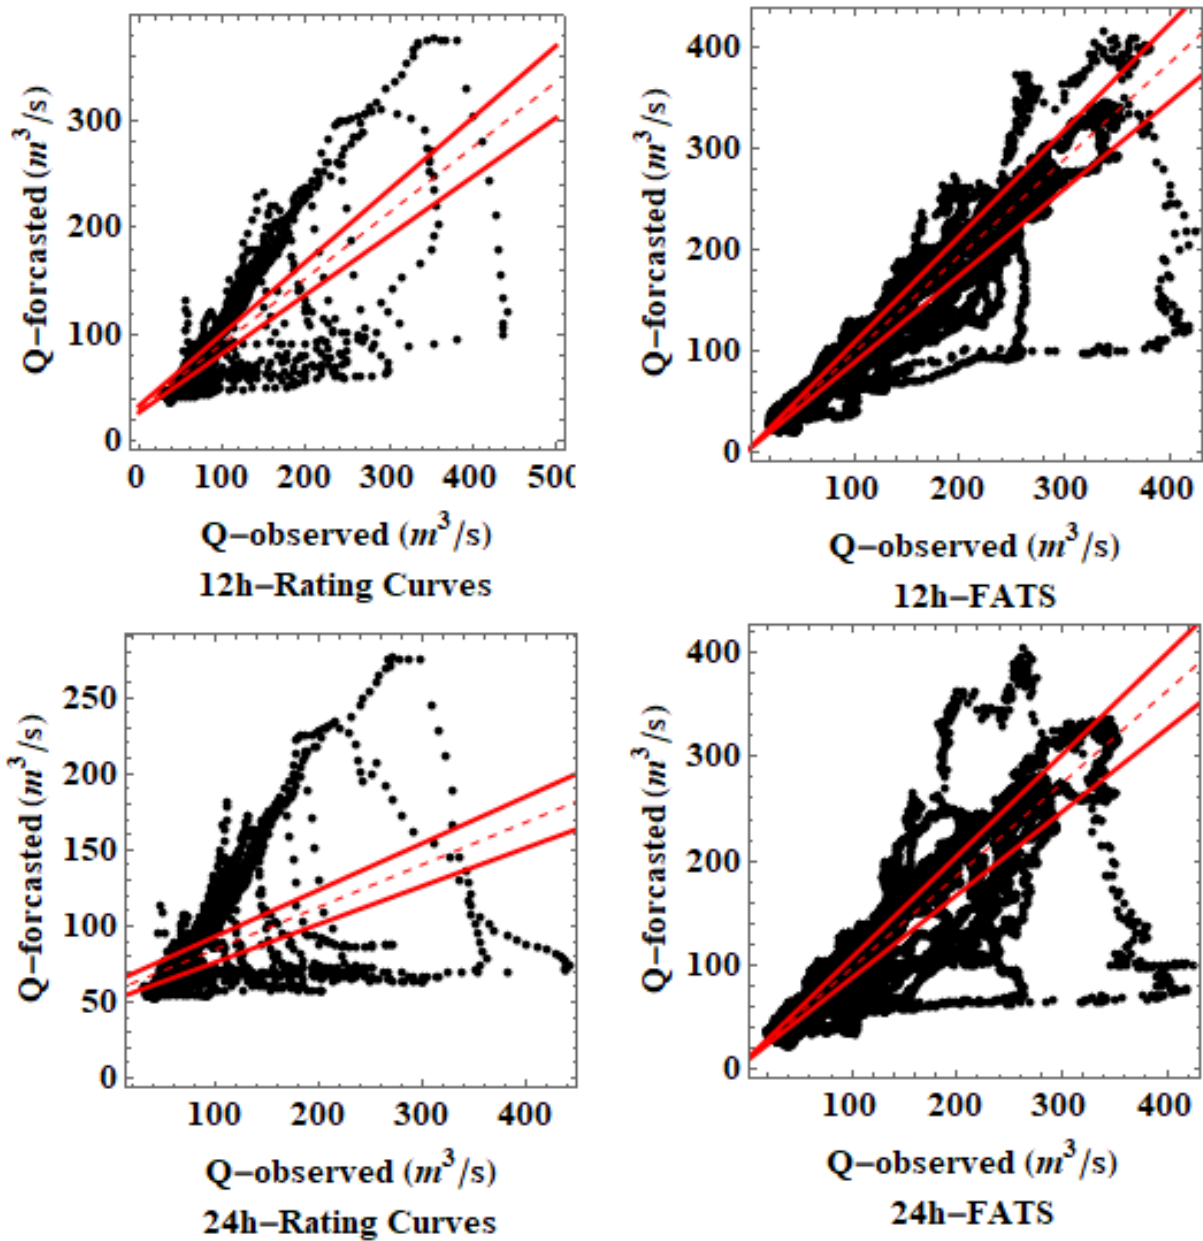 300
200
100
0
Q−forcasted (m³/s)
0 100 200 300 400 500
Q−observed (m³/s)
12h−Rating Curves
400
300
200
100
0
Q−forcasted (m³/s)
100 200 300 400
Q−observed (m³/s)
12h−FATS
250
200
150
100
50
0
Q−forcasted (m³/s)
100 200 300 400
Q−observed (m³/s)
24h−Rating Curves
400
300
200
100
0
Q−forcasted (m³/s)
100 200 300 400
Q−observed (m³/s)
24h−FATS